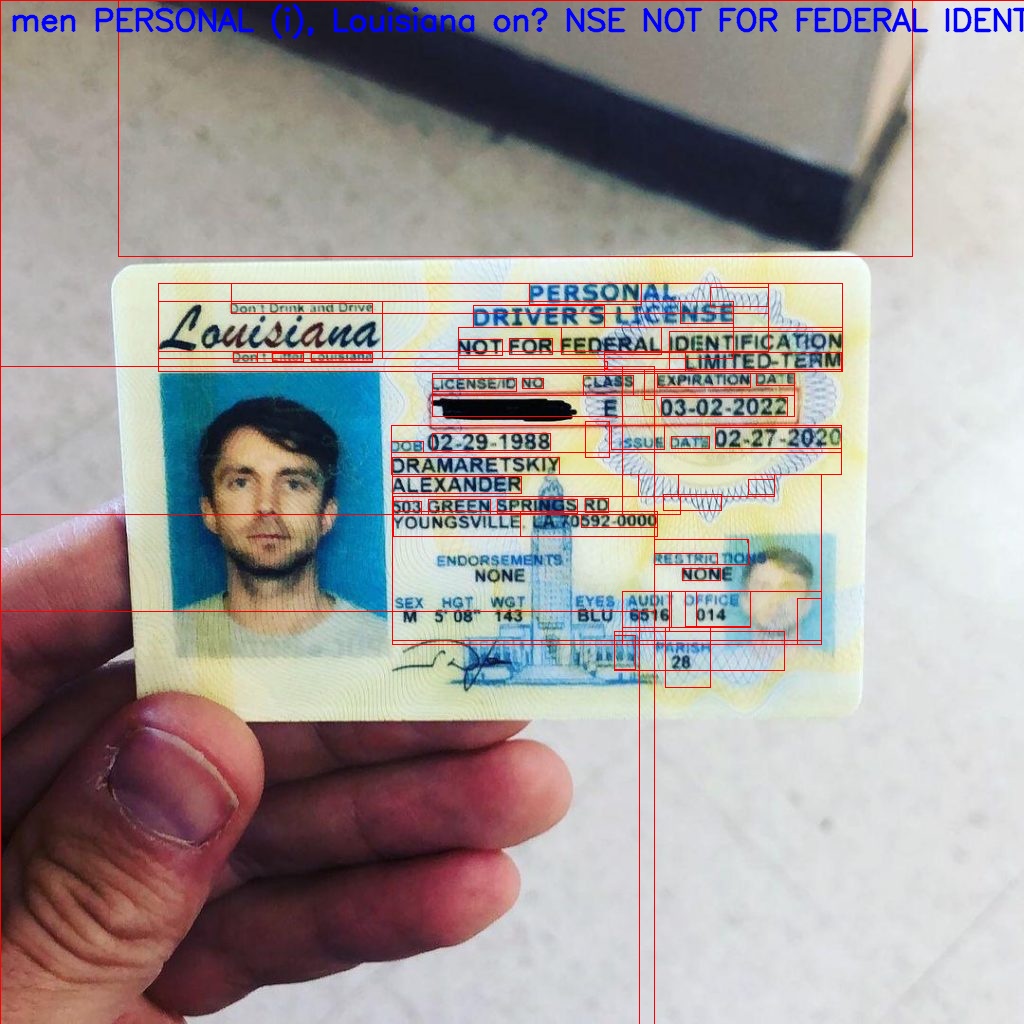 men PERSONAL (i), Louisiana on? NSE NOT FOR FEDERAL IDENT
Don't Drink and Drive
Louisiana
Don't Litter Louisiana
PERSONAL
DRIVER'S LICENSE
NOT FOR FEDERAL IDENTIFICATION
LIMITED-TERM
LICENSE/ID NO CLASS EXPIRATION DATE
E 03-02-2022
DOB 02-29-1988 ISSUE DATE 02-27-2020
DRAMARETSKIY
ALEXANDER
503 GREEN SPRINGS RD
YOUNGSVILLE, LA 70592-0000
ENDORSEMENTS RESTRICTIONS
NONE NONE
SEX HGT WGT EYES AUDIT OFFICE
M 5' 08" 143 BLU 6516 014
PARISH
28